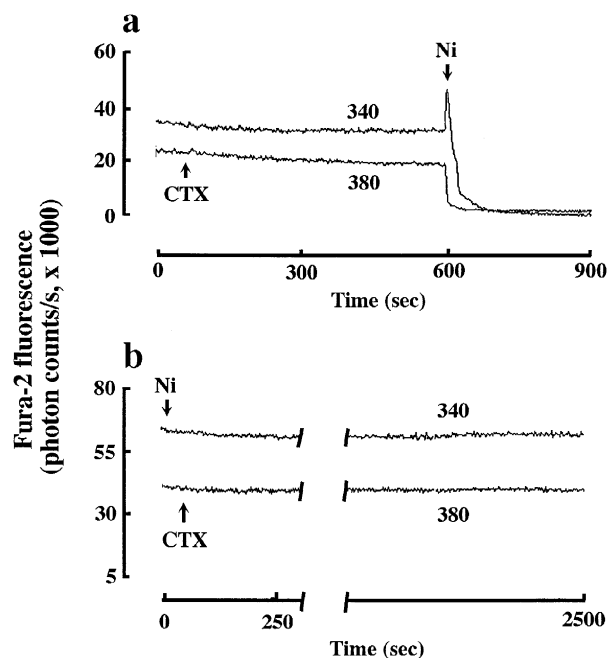 a
Fura-2 fluorescence
(photon counts/s, x 1000)
60
40
20
0
Ni
340
380
CTX
0 300 600 900
Time (sec)
b
80
55
30
5
Ni
340
380
CTX
0 250 2500
Time (sec)